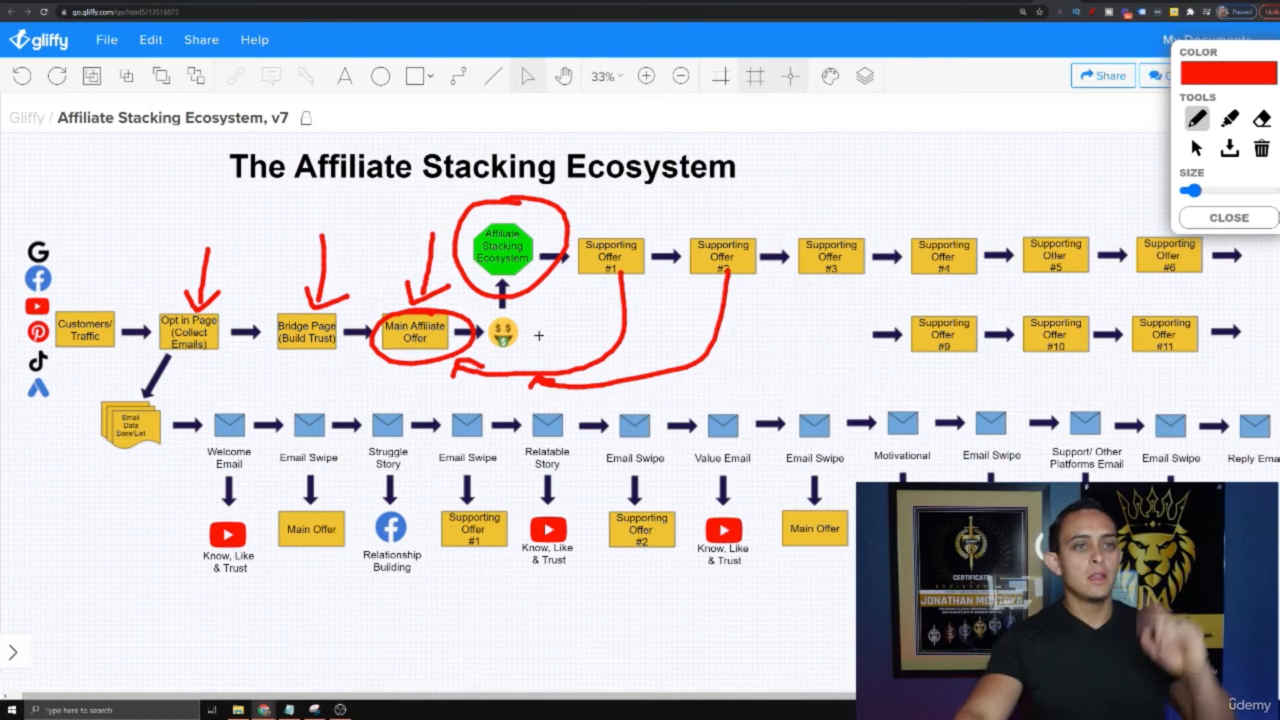 go.gliffy.com/go/html5/13516875
Paused
gliffy
File
Edit
Share
Help
My Documents
33%
Share
COLOR
TOOLS
SIZE
CLOSE
Gliffy / Affiliate Stacking Ecosystem, v7
The Affiliate Stacking Ecosystem
Affiliate
Stacking
Ecosystem
Supporting
Offer
#1
Supporting
Offer
#2
Supporting
Offer
#3
Supporting
Offer
#4
Supporting
Offer
#5
Supporting
Offer
#6
Customers/
Traffic
Opt in Page
(Collect
Emails)
Bridge Page
(Build Trust)
Main Affiliate
Offer
Supporting
Offer
#9
Supporting
Offer
#10
Supporting
Offer
#11
Email
Data
Base/List
Welcome
Email
Email Swipe
Struggle
Story
Email Swipe
Relatable
Story
Email Swipe
Value Email
Email Swipe
Motivational
Email Swipe
Support/ Other
Platforms Email
Email Swipe
Reply Ema
Know, Like
& Trust
Main Offer
Relationship
Building
Supporting
Offer
#1
Know, Like
& Trust
Supporting
Offer
#2
Know, Like
& Trust
Main Offer
CERTIFICATE
JONATHAN MONTOYA
Type here to search
ûdemy